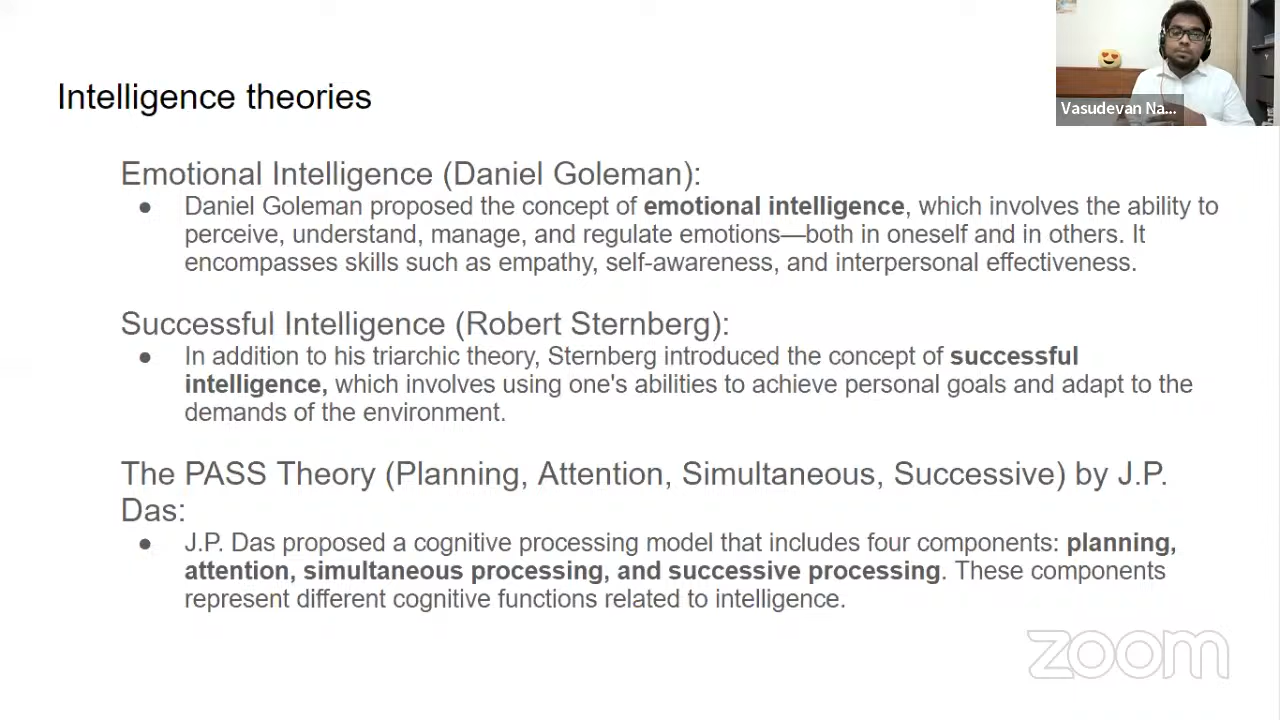 Intelligence theories
Vasudevan Na...
Emotional Intelligence (Daniel Goleman):
● Daniel Goleman proposed the concept of emotional intelligence, which involves the ability to
perceive, understand, manage, and regulate emotions—both in oneself and in others. It
encompasses skills such as empathy, self-awareness, and interpersonal effectiveness.
Successful Intelligence (Robert Sternberg):
● In addition to his triarchic theory, Sternberg introduced the concept of successful
intelligence, which involves using one's abilities to achieve personal goals and adapt to the
demands of the environment.
The PASS Theory (Planning, Attention, Simultaneous, Successive) by J.P.
Das:
● J.P. Das proposed a cognitive processing model that includes four components: planning,
attention, simultaneous processing, and successive processing. These components
represent different cognitive functions related to intelligence.
zoom